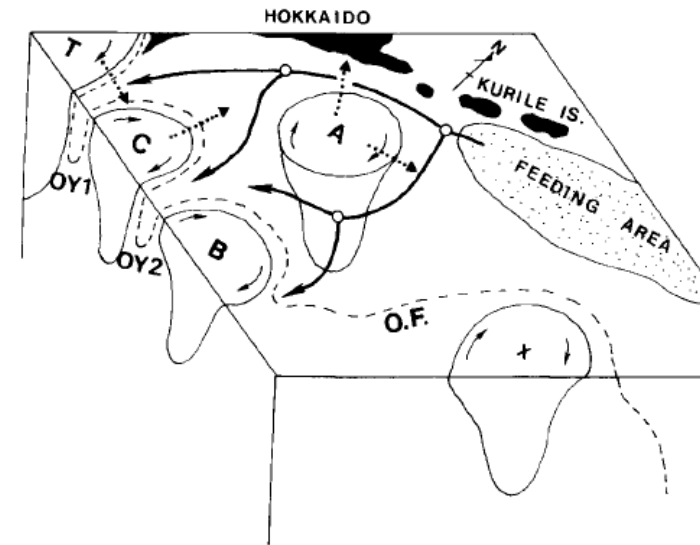 HOKKAIDO
T
N
KURILE IS.
A
C
FEEDING AREA
OY1
B
OY2
O.F.
X